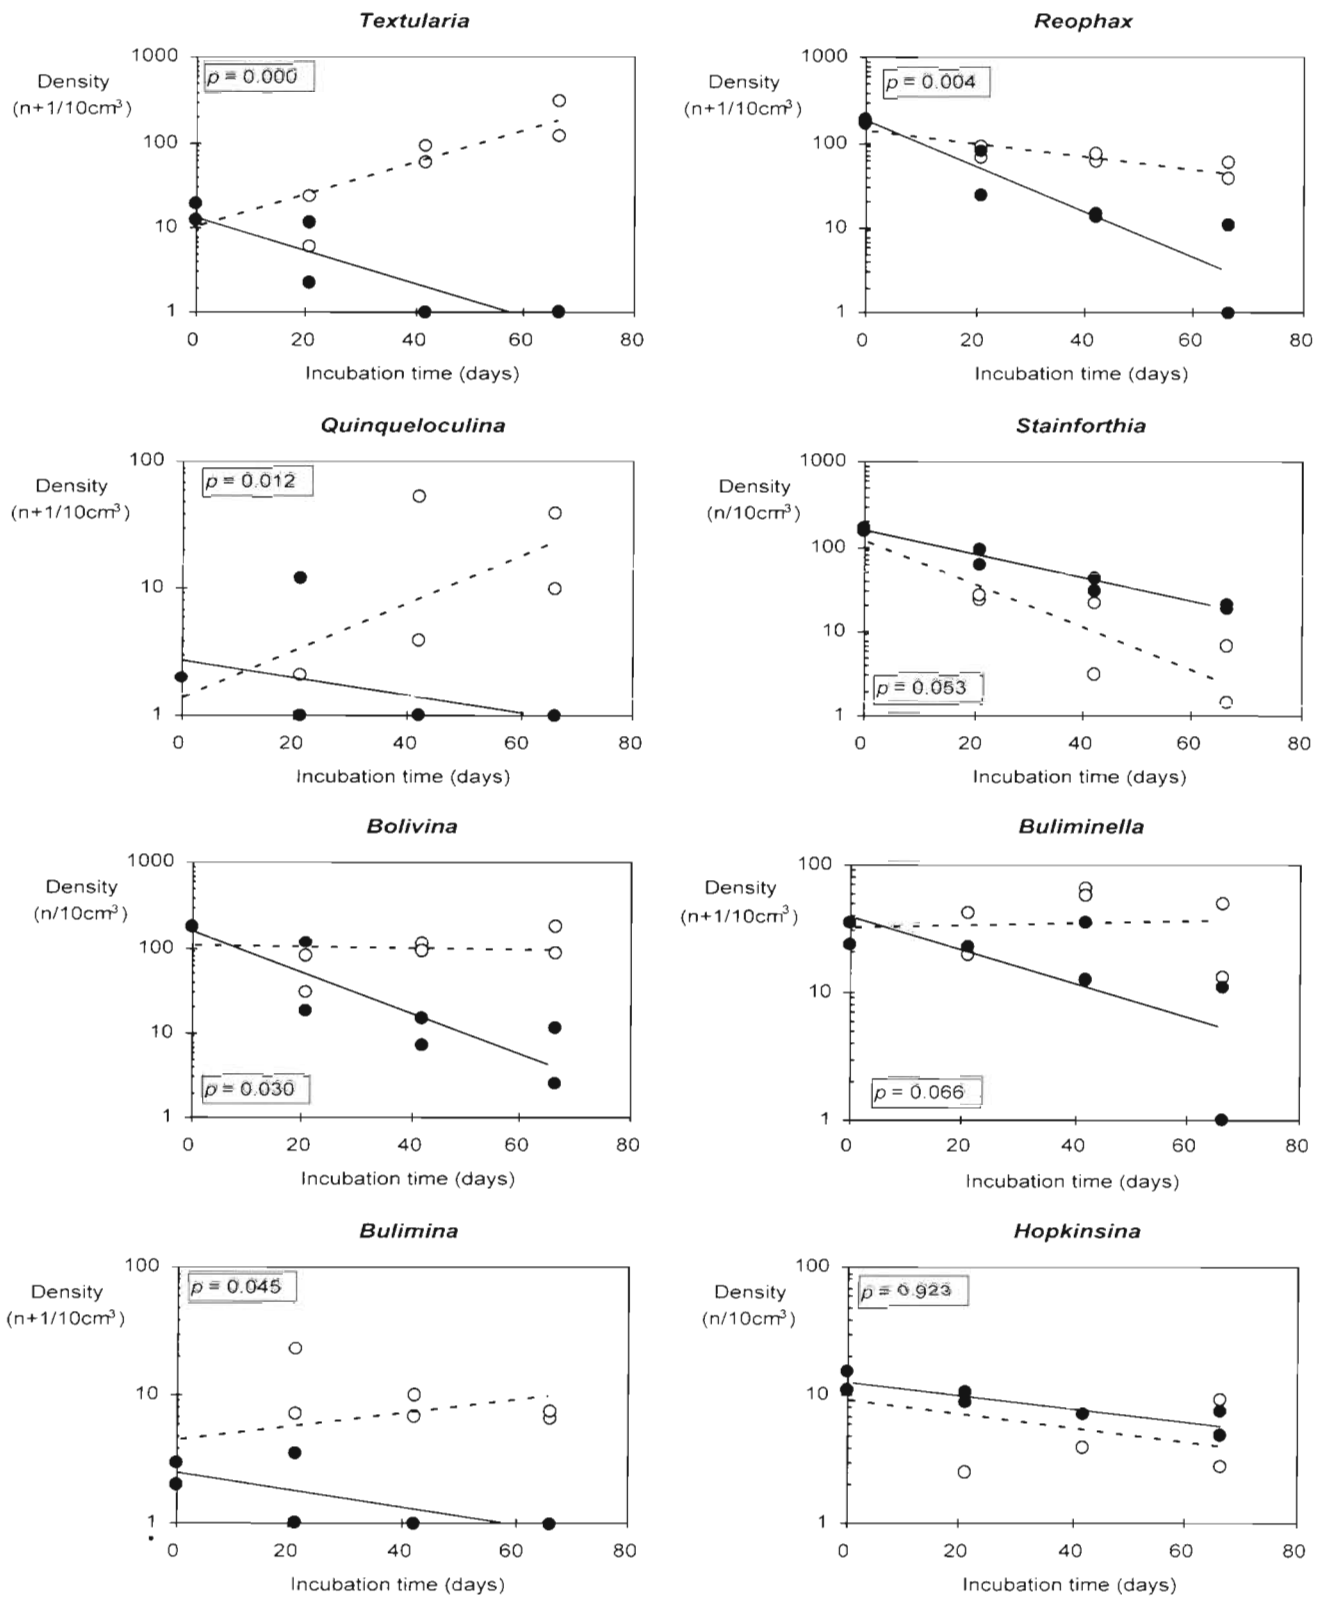 Textularia
1000
100
10
1
Density
(n+1/10cm³)
p = 0.000
0 20 40 60 80
Incubation time (days)
Reophax
1000
100
10
1
Density
(n+1/10cm³)
p = 0.004
0 20 40 60 80
Incubation time (days)
Quinqueloculina
100
10
1
Density
(n+1/10cm³)
p = 0.012
0 20 40 60 80
Incubation time (days)
Stainforthia
1000
100
10
1
Density
(n/10cm³)
p = 0.053
0 20 40 60 80
Incubation time (days)
Bolivina
1000
100
10
1
Density
(n/10cm³)
p = 0.030
0 20 40 60 80
Incubation time (days)
Buliminella
100
10
1
Density
(n+1/10cm³)
p = 0.066
0 20 40 60 80
Incubation time (days)
Bulimina
100
10
1
Density
(n+1/10cm³)
p = 0.045
0 20 40 60 80
Incubation time (days)
Hopkinsina
100
10
1
Density
(n/10cm³)
p = 0.923
0 20 40 60 80
Incubation time (days)